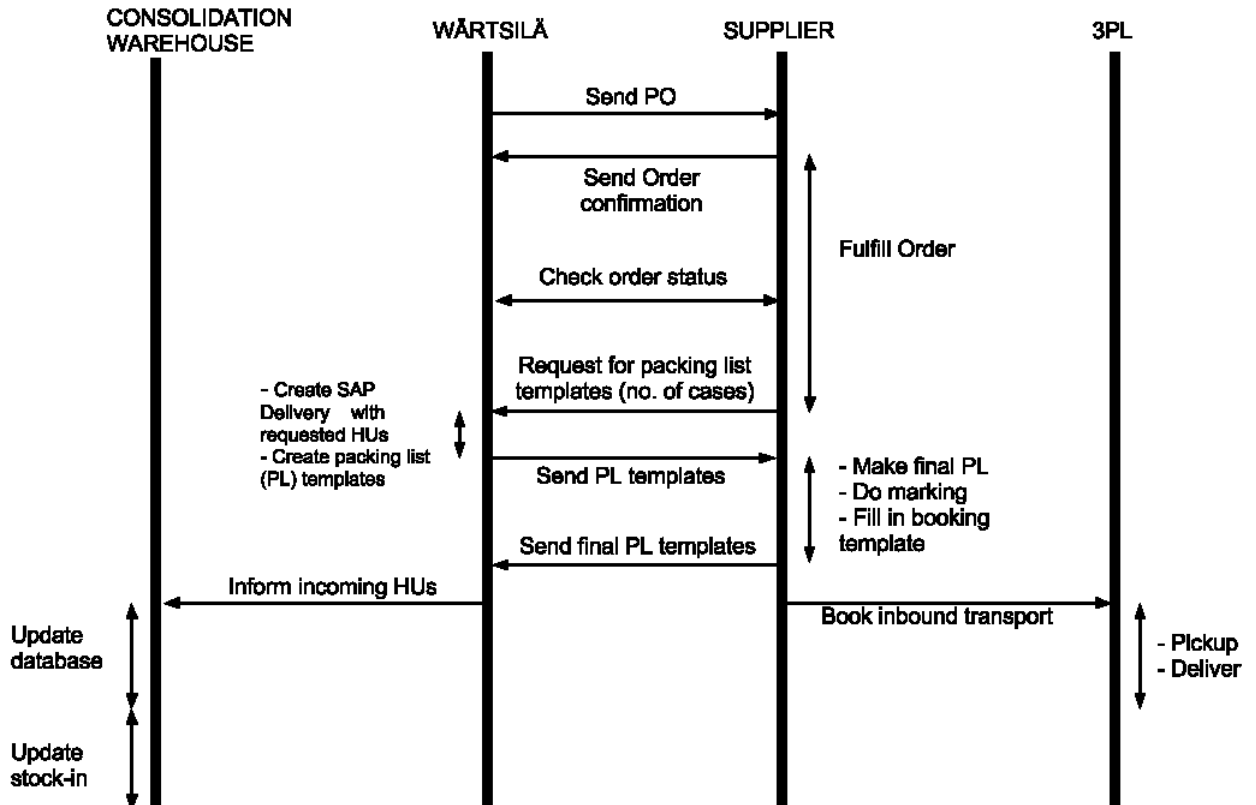 CONSOLIDATION
WAREHOUSE
WÄRTSILÄ
SUPPLIER
3PL
Send PO
Send Order
confirmation
Fulfill Order
Check order status
Request for packing list
templates (no. of cases)
- Create SAP
Delivery with
requested HUs
- Create packing list
(PL) templates
Send PL templates
- Make final PL
- Do marking
- Fill in booking
template
Send final PL templates
Inform incoming HUs
Book inbound transport
Update
database
- Pickup
- Deliver
Update
stock-in